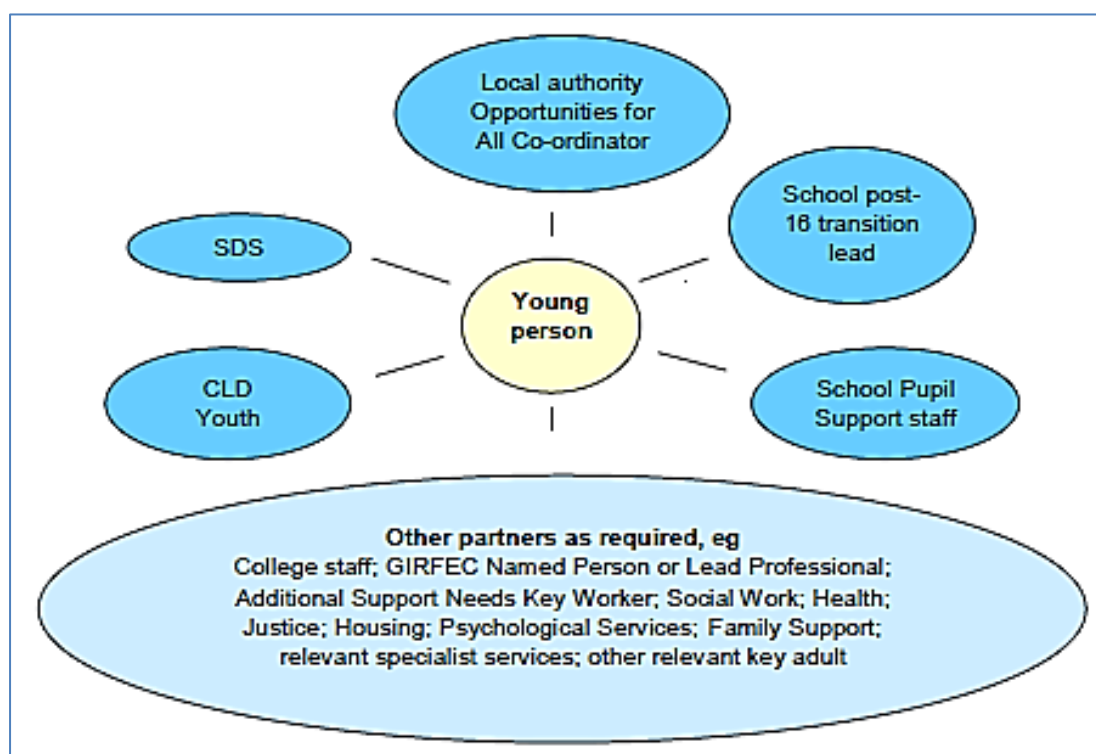 Local authority
Opportunities for
All Co-ordinator
School post-
16 transition
lead
SDS
Young
person
CLD
Youth
School Pupil
Support staff
Other partners as required, eg
College staff; GIRFEC Named Person or Lead Professional;
Additional Support Needs Key Worker; Social Work; Health;
Justice; Housing; Psychological Services; Family Support;
relevant specialist services; other relevant key adult